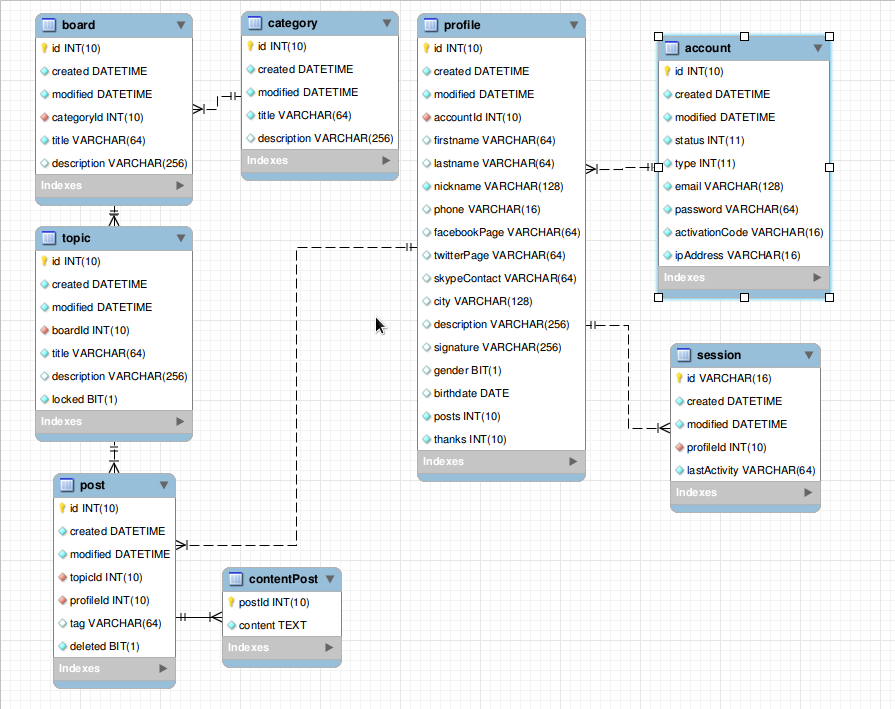 board
id INT(10)
created DATETIME
modified DATETIME
categoryId INT(10)
title VARCHAR(64)
description VARCHAR(256)
Indexes
category
id INT(10)
created DATETIME
modified DATETIME
title VARCHAR(64)
description VARCHAR(256)
Indexes
profile
id INT(10)
created DATETIME
modified DATETIME
accountId INT(10)
firstname VARCHAR(64)
lastname VARCHAR(64)
nickname VARCHAR(128)
phone VARCHAR(16)
facebookPage VARCHAR(64)
twitterPage VARCHAR(64)
skypeContact VARCHAR(64)
city VARCHAR(128)
description VARCHAR(256)
signature VARCHAR(256)
gender BIT(1)
birthdate DATE
posts INT(10)
thanks INT(10)
Indexes
account
id INT(10)
created DATETIME
modified DATETIME
status INT(11)
type INT(11)
email VARCHAR(128)
password VARCHAR(64)
activationCode VARCHAR(16)
ipAddress VARCHAR(16)
Indexes
topic
id INT(10)
created DATETIME
modified DATETIME
boardId INT(10)
title VARCHAR(64)
description VARCHAR(256)
locked BIT(1)
Indexes
session
id VARCHAR(16)
created DATETIME
modified DATETIME
profileId INT(10)
lastActivity VARCHAR(64)
Indexes
post
id INT(10)
created DATETIME
modified DATETIME
topicId INT(10)
profileId INT(10)
tag VARCHAR(64)
deleted BIT(1)
Indexes
contentPost
postId INT(10)
content TEXT
Indexes